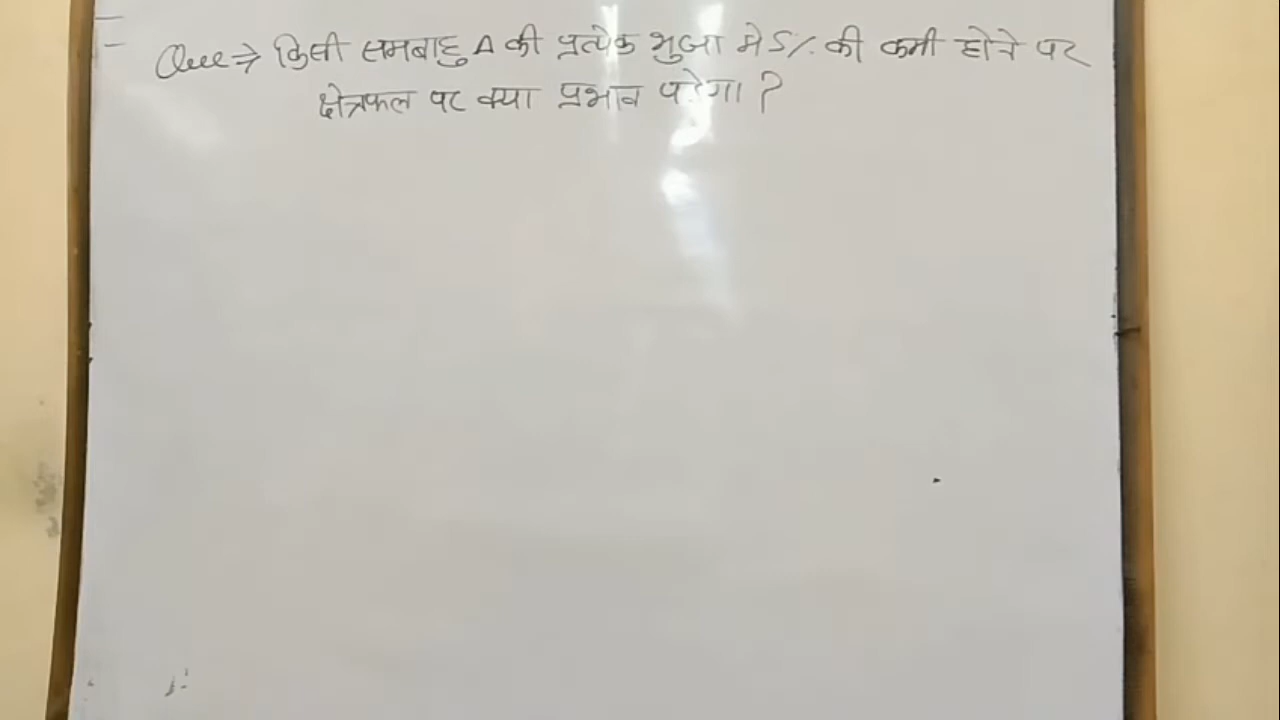 Que ⇒ किसी समबाहु Δ की प्रत्येक भुजा मे 5% की कमी होने पर
क्षेत्रफल पर क्या प्रभाव पड़ेगा ?